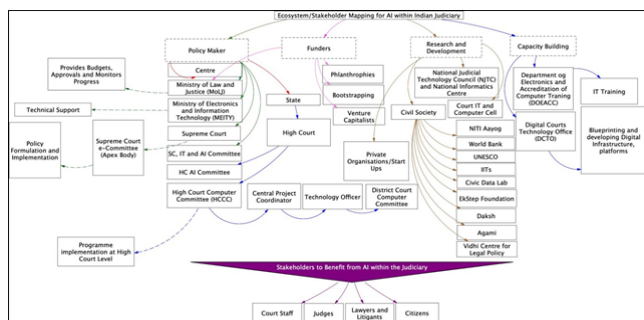 Ecosystem/Stakeholder Mapping for AI within Indian Judiciary
Policy Maker
Funders
Research and
Development
Capacity Building
Provides Budgets,
Approvals and Monitors
Progress
Centre
Ministry of Law and
Justice (MoLJ)
Ministry of Electronics
and Information
Technology (MEITY)
Technical Support
Supreme Court
Policy
Formulation and
Implementation
Supreme Court
e-Committee
(Apex Body)
SC, IT and AI Committee
HC AI Committee
High Court Computer
Committee (HCCC)
Programme
Implementation at High
Court Level
State
High Court
Central Project
Coordinator
Technology Officer
District Court
Computer
Committee
Philanthrophies
Bootstrapping
Venture
Capitalists
Private
Organisations/Start
Ups
National Judicial
Technology Council (NJTC)
and National Informatics
Centre
Civil Society
Court IT and
Computer Cell
NITI Aayog
World Bank
UNESCO
IITs
Civic Data Lab
EkStep Foundation
Daksh
Agami
Vidhi Centre for
Legal Policy
Department og
Electronics and
Accreditation of
Computer Traning
(DOEACC)
IT Training
Digital Courts
Technology Office
(DCTO)
Blueprinting and
developing Digital
Infrastructure,
platforms
Stakeholders to Benefit from AI within the Judiciary
Court Staff
Judges
Lawyers and
Litigants
Citizens